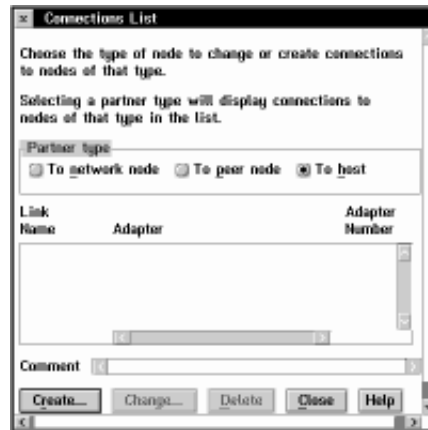 Connections List
Choose the type of node to change or create connections
to nodes of that type.
Selecting a partner type will display connections to
nodes of that type in the list.
Partner type
To network node To peer node To host
Link Adapter
Name Adapter Number
Comment
Create... Change... Delete Close Help